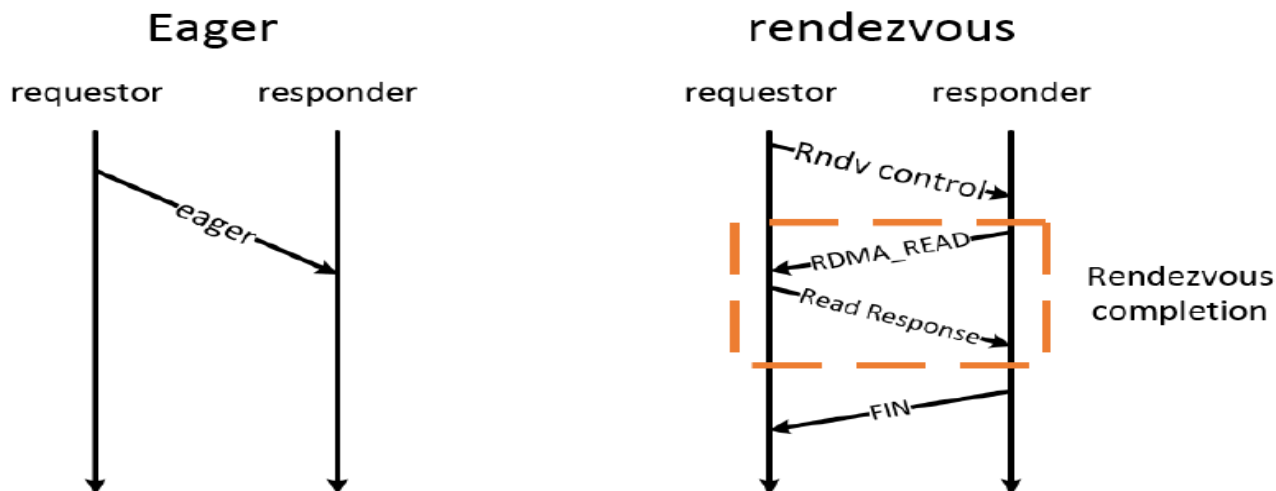 Eager
requestor responder
eager
rendezvous
requestor responder
Rndv control
RDMA_READ
Read Response
Rendezvous
completion
FIN